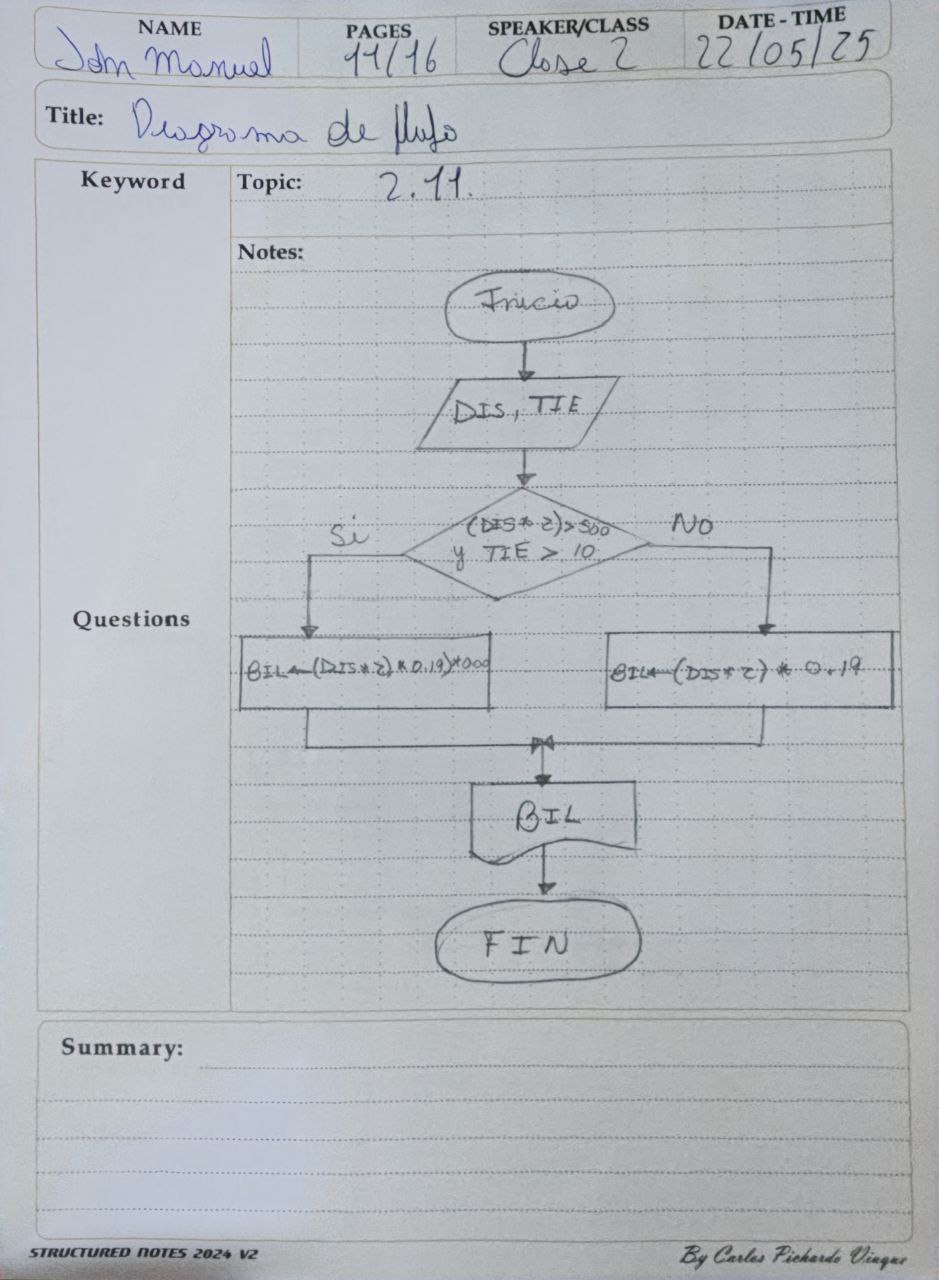 NAME PAGES SPEAKER/CLASS DATE - TIME
John Manuel 11/16 Clase 2 22/05/25
Title: Diagrama de flujo
Keyword
Topic: 2.11.
Notes:
Inicio
DIS, TIE
(DIS * 2) > 500
y TIE > 10
Si
No
Questions
BIL ← (DIS * 2) * 0.19) *
BIL ← (DIS * 2) * 0.19
BIL
FIN
Summary:
STRUCTURED NOTES 2024 V2
By Carlos Pichardo Viuque